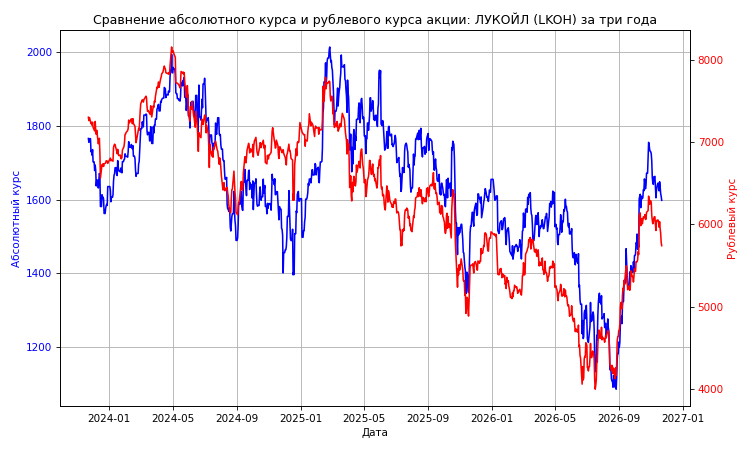 Сравнение абсолютного курса и рублевого курса акции: ЛУКОЙЛ (LKOH) за три года
2000
1800
1600
1400
1200
Абсолютный курс
8000
7000
6000
5000
4000
Рублевый курс
2024-01 2024-05 2024-09 2025-01 2025-05 2025-09 2026-01 2026-05 2026-09 2027-01
Дата